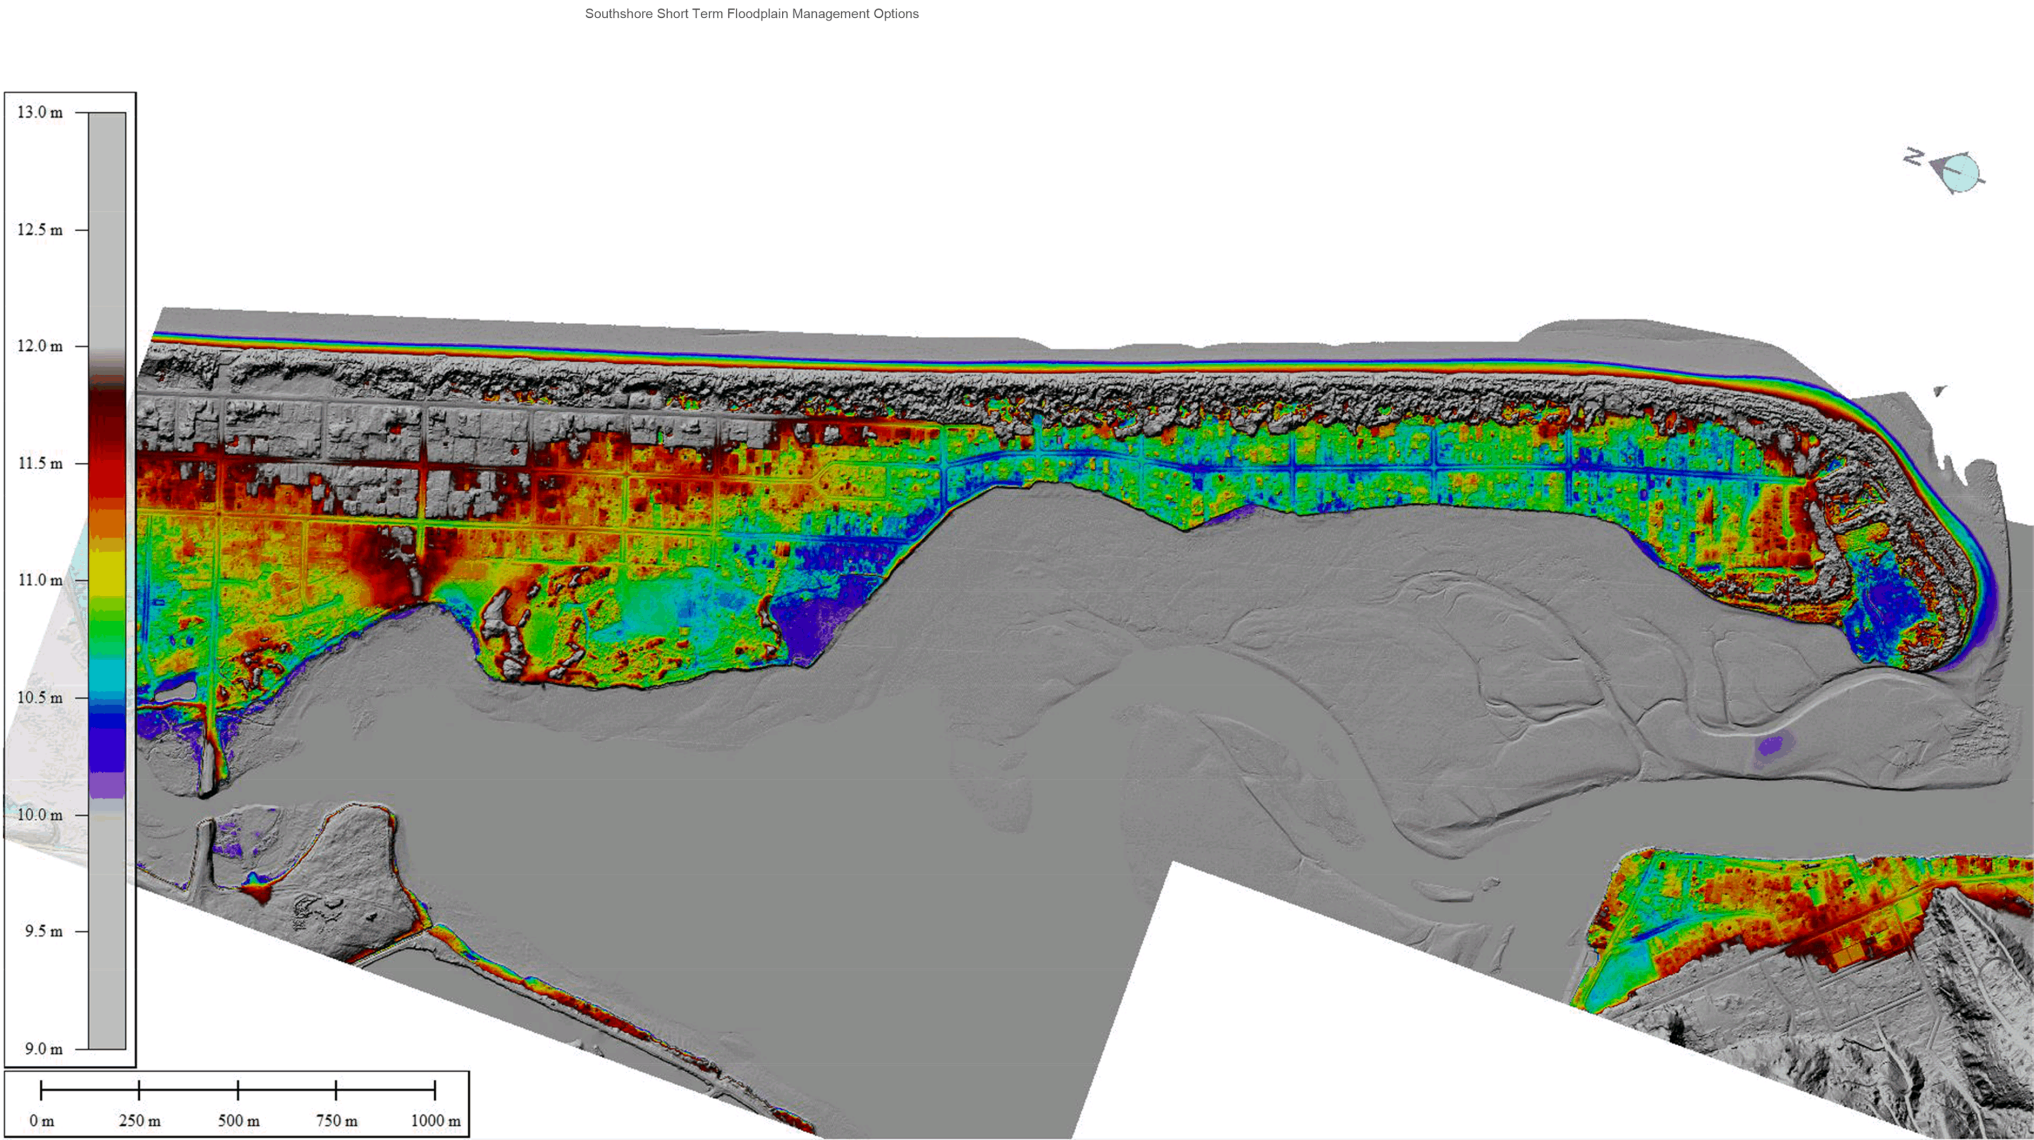 Southshore Short Term Floodplain Management Options
N
13.0 m
12.5 m
12.0 m
11.5 m
11.0 m
10.5 m
10.0 m
9.5 m
9.0 m
0 m 250 m 500 m 750 m 1000 m